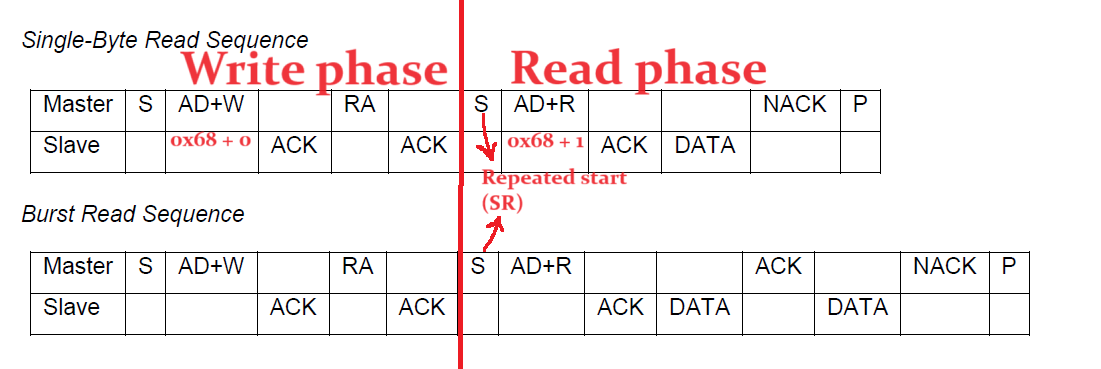 Single-Byte Read Sequence
Write phase Read phase
Master S AD+W RA S AD+R NACK P
Slave 0x68 + 0 ACK ACK 0x68 + 1 ACK DATA
Repeated start
(SR)
Burst Read Sequence
Master S AD+W RA S AD+R ACK NACK P
Slave ACK ACK ACK DATA DATA